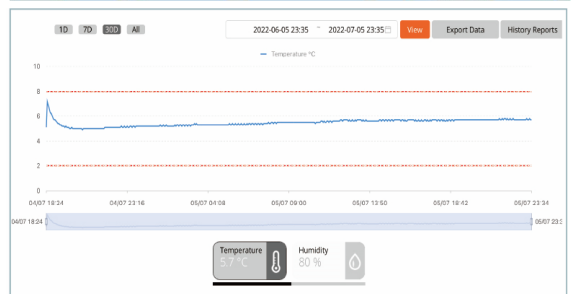 1D 7D 30D All 2022-06-05 23:35 ~ 2022-07-05 23:35 View Export Data History Reports
Temperature °C
10
8
6
4
2
0
04/07 18:24 04/07 23:16 05/07 04:08 05/07 09:00 05/07 13:50 05/07 18:42 05/07 23:34
04/07 18:24 05/07 23:3
Temperature Humidity
5.7 °C 80 %